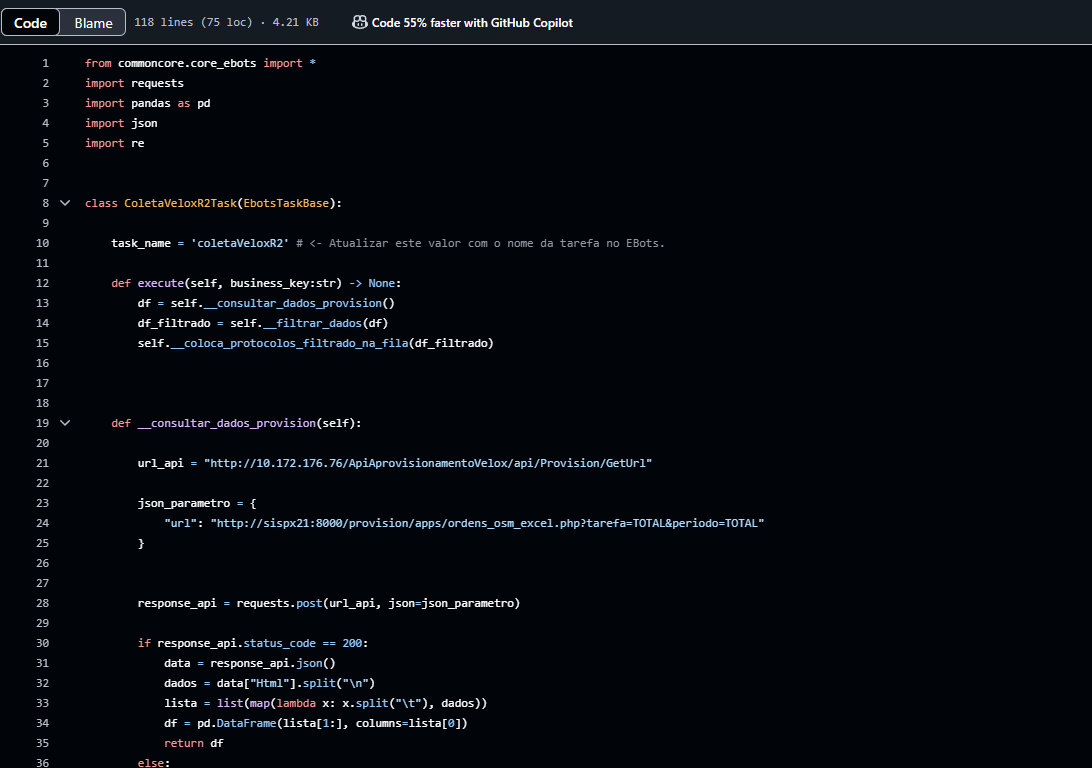 Code Blame 118 lines (75 loc) · 4.21 KB Code 55% faster with GitHub Copilot
1 from commoncore.core_ebots import *
2 import requests
3 import pandas as pd
4 import json
5 import re
6
7
8 class ColetaVeloxR2Task(EbotsTaskBase):
9
10 task_name = 'coletaVeloxR2' # <- Atualizar este valor com o nome da tarefa no EBots.
11
12 def execute(self, business_key:str) -> None:
13 df = self.__consultar_dados_provision()
14 df_filtrado = self.__filtrar_dados(df)
15 self.__coloca_protocolos_filtrado_na_fila(df_filtrado)
16
17
18
19 def __consultar_dados_provision(self):
20
21 url_api = "http://10.172.176.76/ApiAprovisionamentoVelox/api/Provision/GetUrl"
22
23 json_parametro = {
24 "url": "http://sispx21:8000/provision/apps/ordens_osm_excel.php?tarefa=TOTAL&periodo=TOTAL"
25 }
26
27
28 response_api = requests.post(url_api, json=json_parametro)
29
30 if response_api.status_code == 200:
31 data = response_api.json()
32 dados = data["Html"].split("\n")
33 lista = list(map(lambda x: x.split("\t"), dados))
34 df = pd.DataFrame(lista[1:], columns=lista[0])
35 return df
36 else: